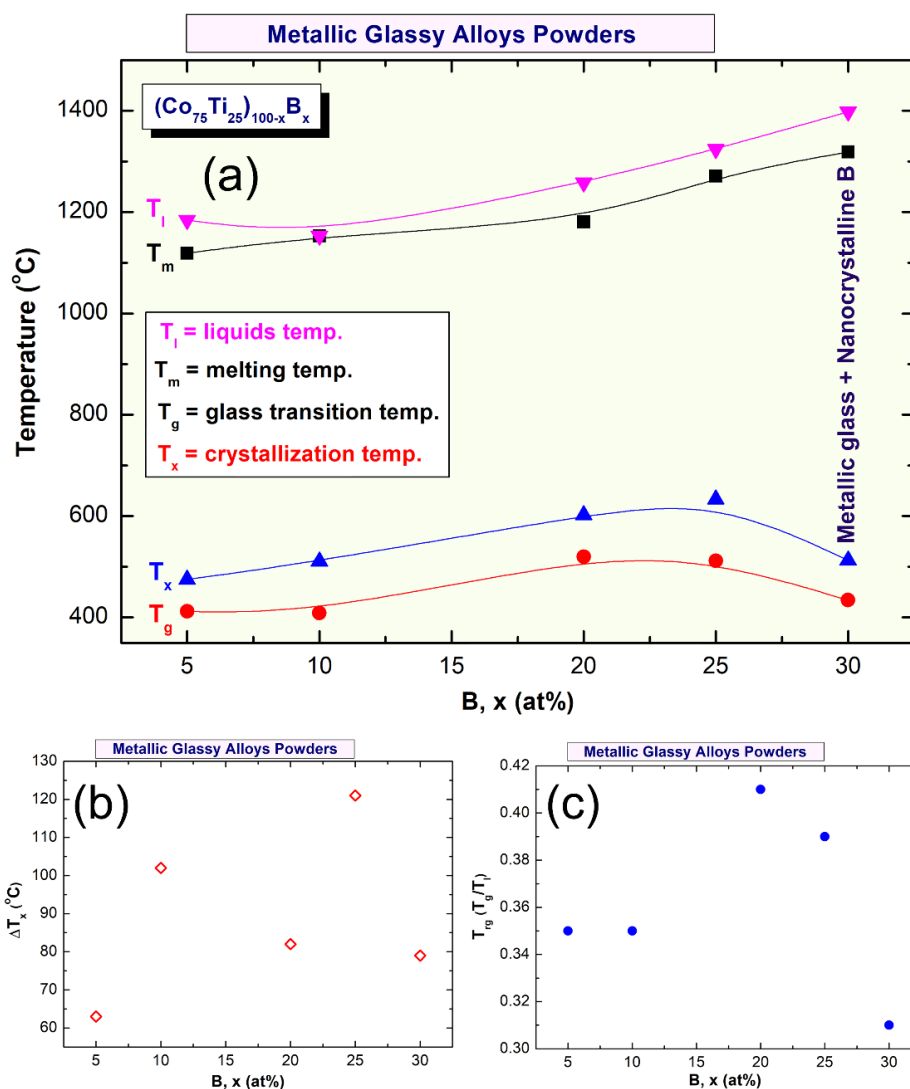 Metallic Glassy Alloys Powders
(Co₇₅Ti₂₅)₁₀₀₋ₓBₓ
(a)
Temperature (°C)
1400
1200
1000
800
600
400
Tₗ
Tₘ
Tₗ = liquids temp.
Tₘ = melting temp.
T_g = glass transition temp.
Tₓ = crystallization temp.
Tₓ
T_g
Metallic glass + Nanocrystalline B
5 10 15 20 25 30
B, x (at%)
Metallic Glassy Alloys Powders
(b)
ΔTₓ (°C)
130
120
110
100
90
80
70
60
5 10 15 20 25 30
B, x (at%)
Metallic Glassy Alloys Powders
(c)
T_rg (T_g/Tₗ)
0.42
0.40
0.38
0.36
0.34
0.32
0.30
5 10 15 20 25 30
B, x (at%)